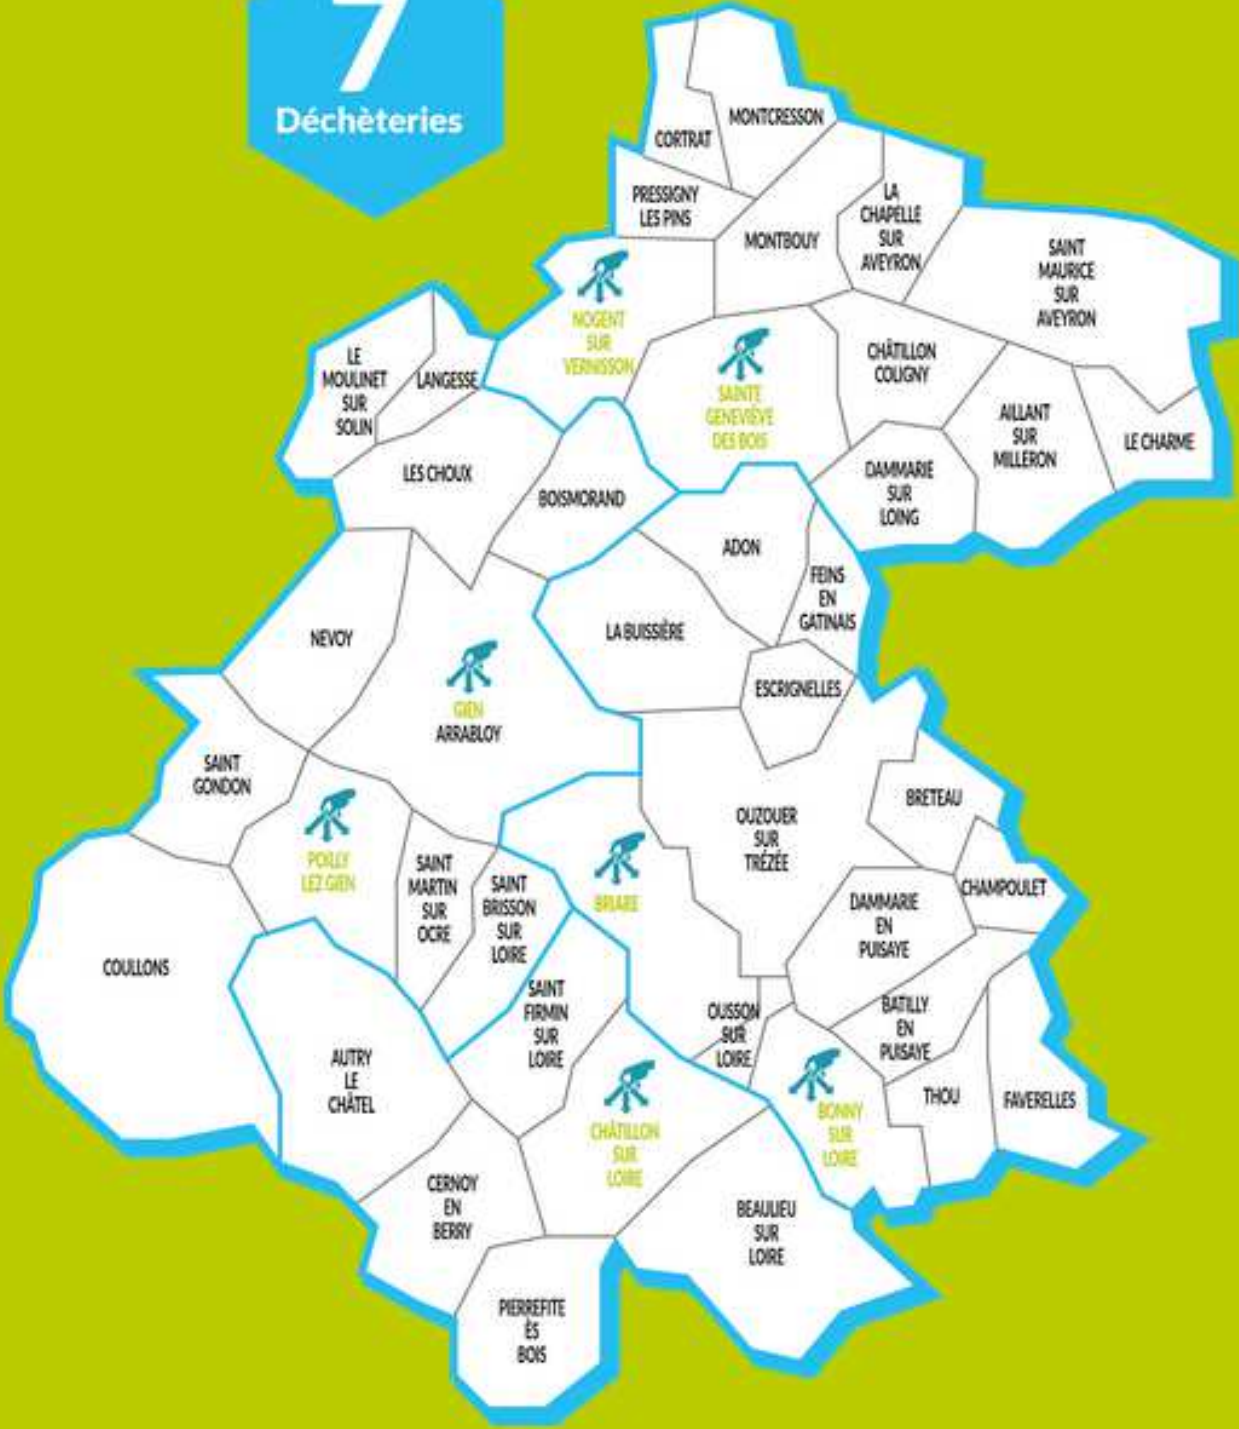 7
Déchèteries
MONTCRESSON
CORTRAT
PRESSIGNY
LES PINS
MONTBOUY
LA
CHAPELLE
SUR
AVEYRON
SAINT
MAURICE
SUR
AVEYRON
NOGENT
SUR
VERNISSON
LE
MOULINET
SUR
SOLIN
LANGESSE
SAINTE
GENEVIÈVE
DES BOIS
CHÂTILLON
COLIGNY
AILLANT
SUR
MILLERON
LE CHARME
LES CHOUX
BOISMORAND
DAMMARIE
SUR
LOING
ADON
FEINS
EN
GATINAIS
NEVOY
LA BUISSIÈRE
ESCRIGNELLES
GIEN
ARRABLOY
SAINT
GONDON
BRETEAU
OUZOUER
SUR
TRÉZÉE
POILLY
LEZ GIEN
SAINT
MARTIN
SUR
OCRE
SAINT
BRISSON
SUR
LOIRE
BRIARE
CHAMPOULET
DAMMARIE
EN
PUISAYE
COULLONS
SAINT
FIRMIN
SUR
LOIRE
OUSSON
SUR
LOIRE
BATILLY
EN
PUISAYE
AUTRY
LE
CHÂTEL
THOU
FAVERELLES
CHÂTILLON
SUR
LOIRE
BONNY
SUR
LOIRE
CERNOY
EN
BERRY
BEAULIEU
SUR
LOIRE
PIERREFITE
ÈS
BOIS